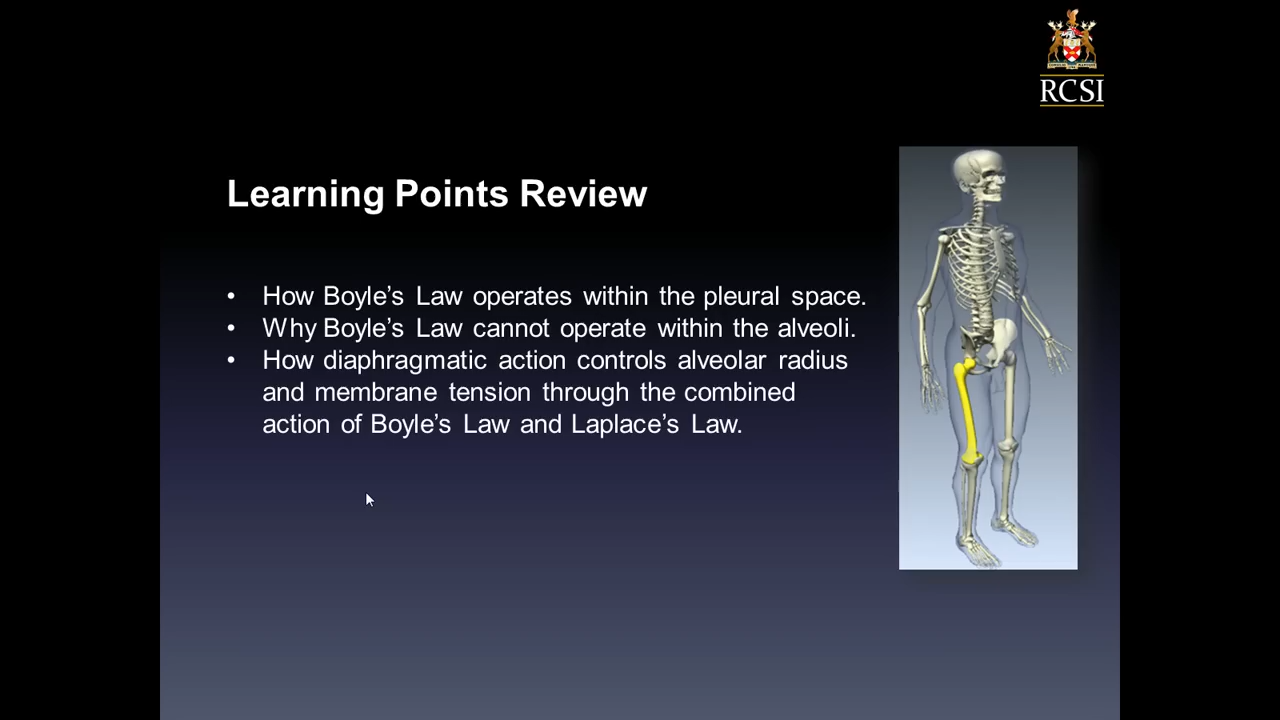 RCSI
Learning Points Review
• How Boyle’s Law operates within the pleural space.
• Why Boyle’s Law cannot operate within the alveoli.
• How diaphragmatic action controls alveolar radius
and membrane tension through the combined
action of Boyle’s Law and Laplace’s Law.